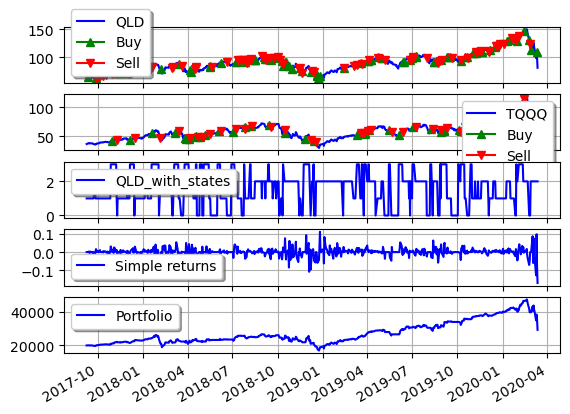 150
100
QLD
Buy
Sell
100
50
TQQQ
Buy
Sell
2
0
QLD_with_states
0.1
0.0
−0.1
Simple returns
40000
20000
Portfolio
2017-10 2018-01 2018-04 2018-07 2018-10 2019-01 2019-04 2019-07 2019-10 2020-01 2020-04